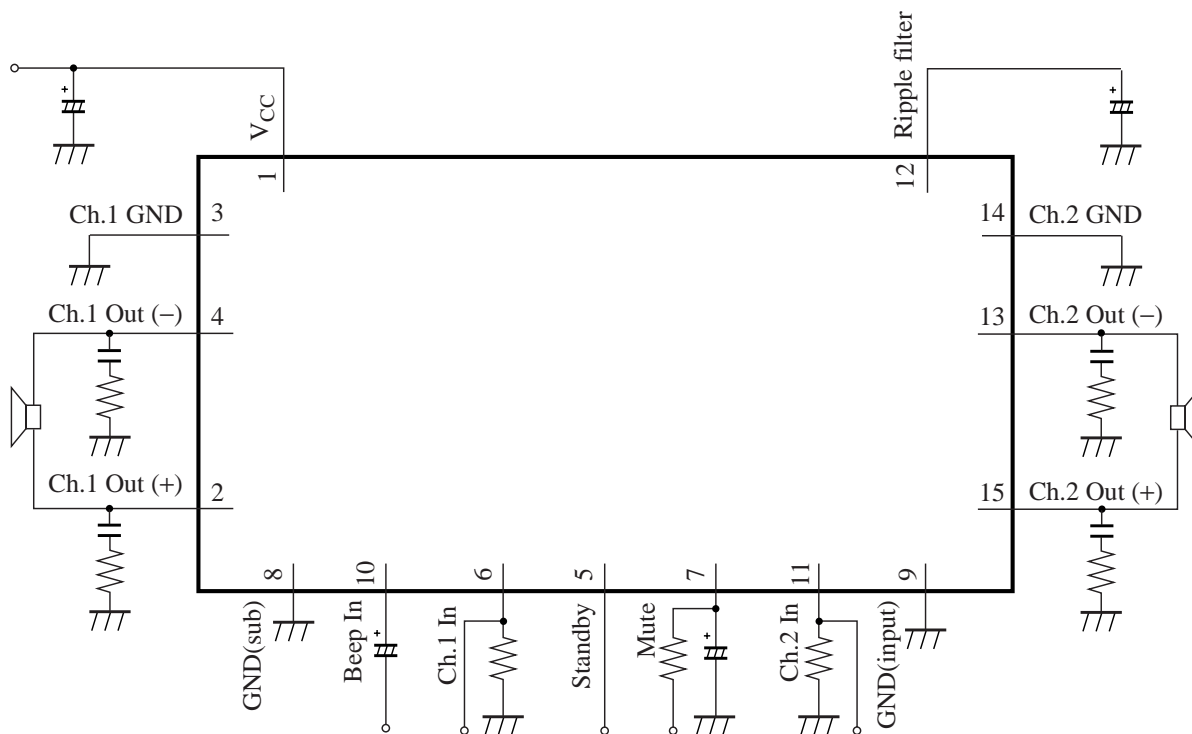 VCC
1
Ripple filter
12
Ch.1 GND
3
14
Ch.2 GND
Ch.1 Out (−)
4
13
Ch.2 Out (−)
Ch.1 Out (+)
2
15
Ch.2 Out (+)
8
10
6
5
7
11
9
GND(sub)
Beep In
Ch.1 In
Standby
Mute
Ch.2 In
GND(input)
+
+
+
+